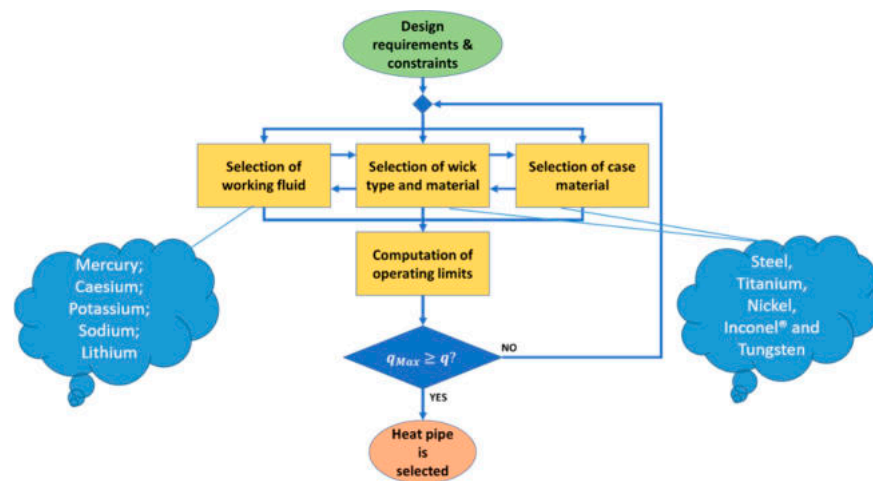 Design
requirements &
constraints
Selection of
working fluid
Selection of wick
type and material
Selection of case
material
Computation of
operating limits
Mercury;
Caesium;
Potassium;
Sodium;
Lithium
Steel,
Titanium,
Nickel,
Inconel® and
Tungsten
q_Max ≥ q?
NO
YES
Heat pipe
is
selected